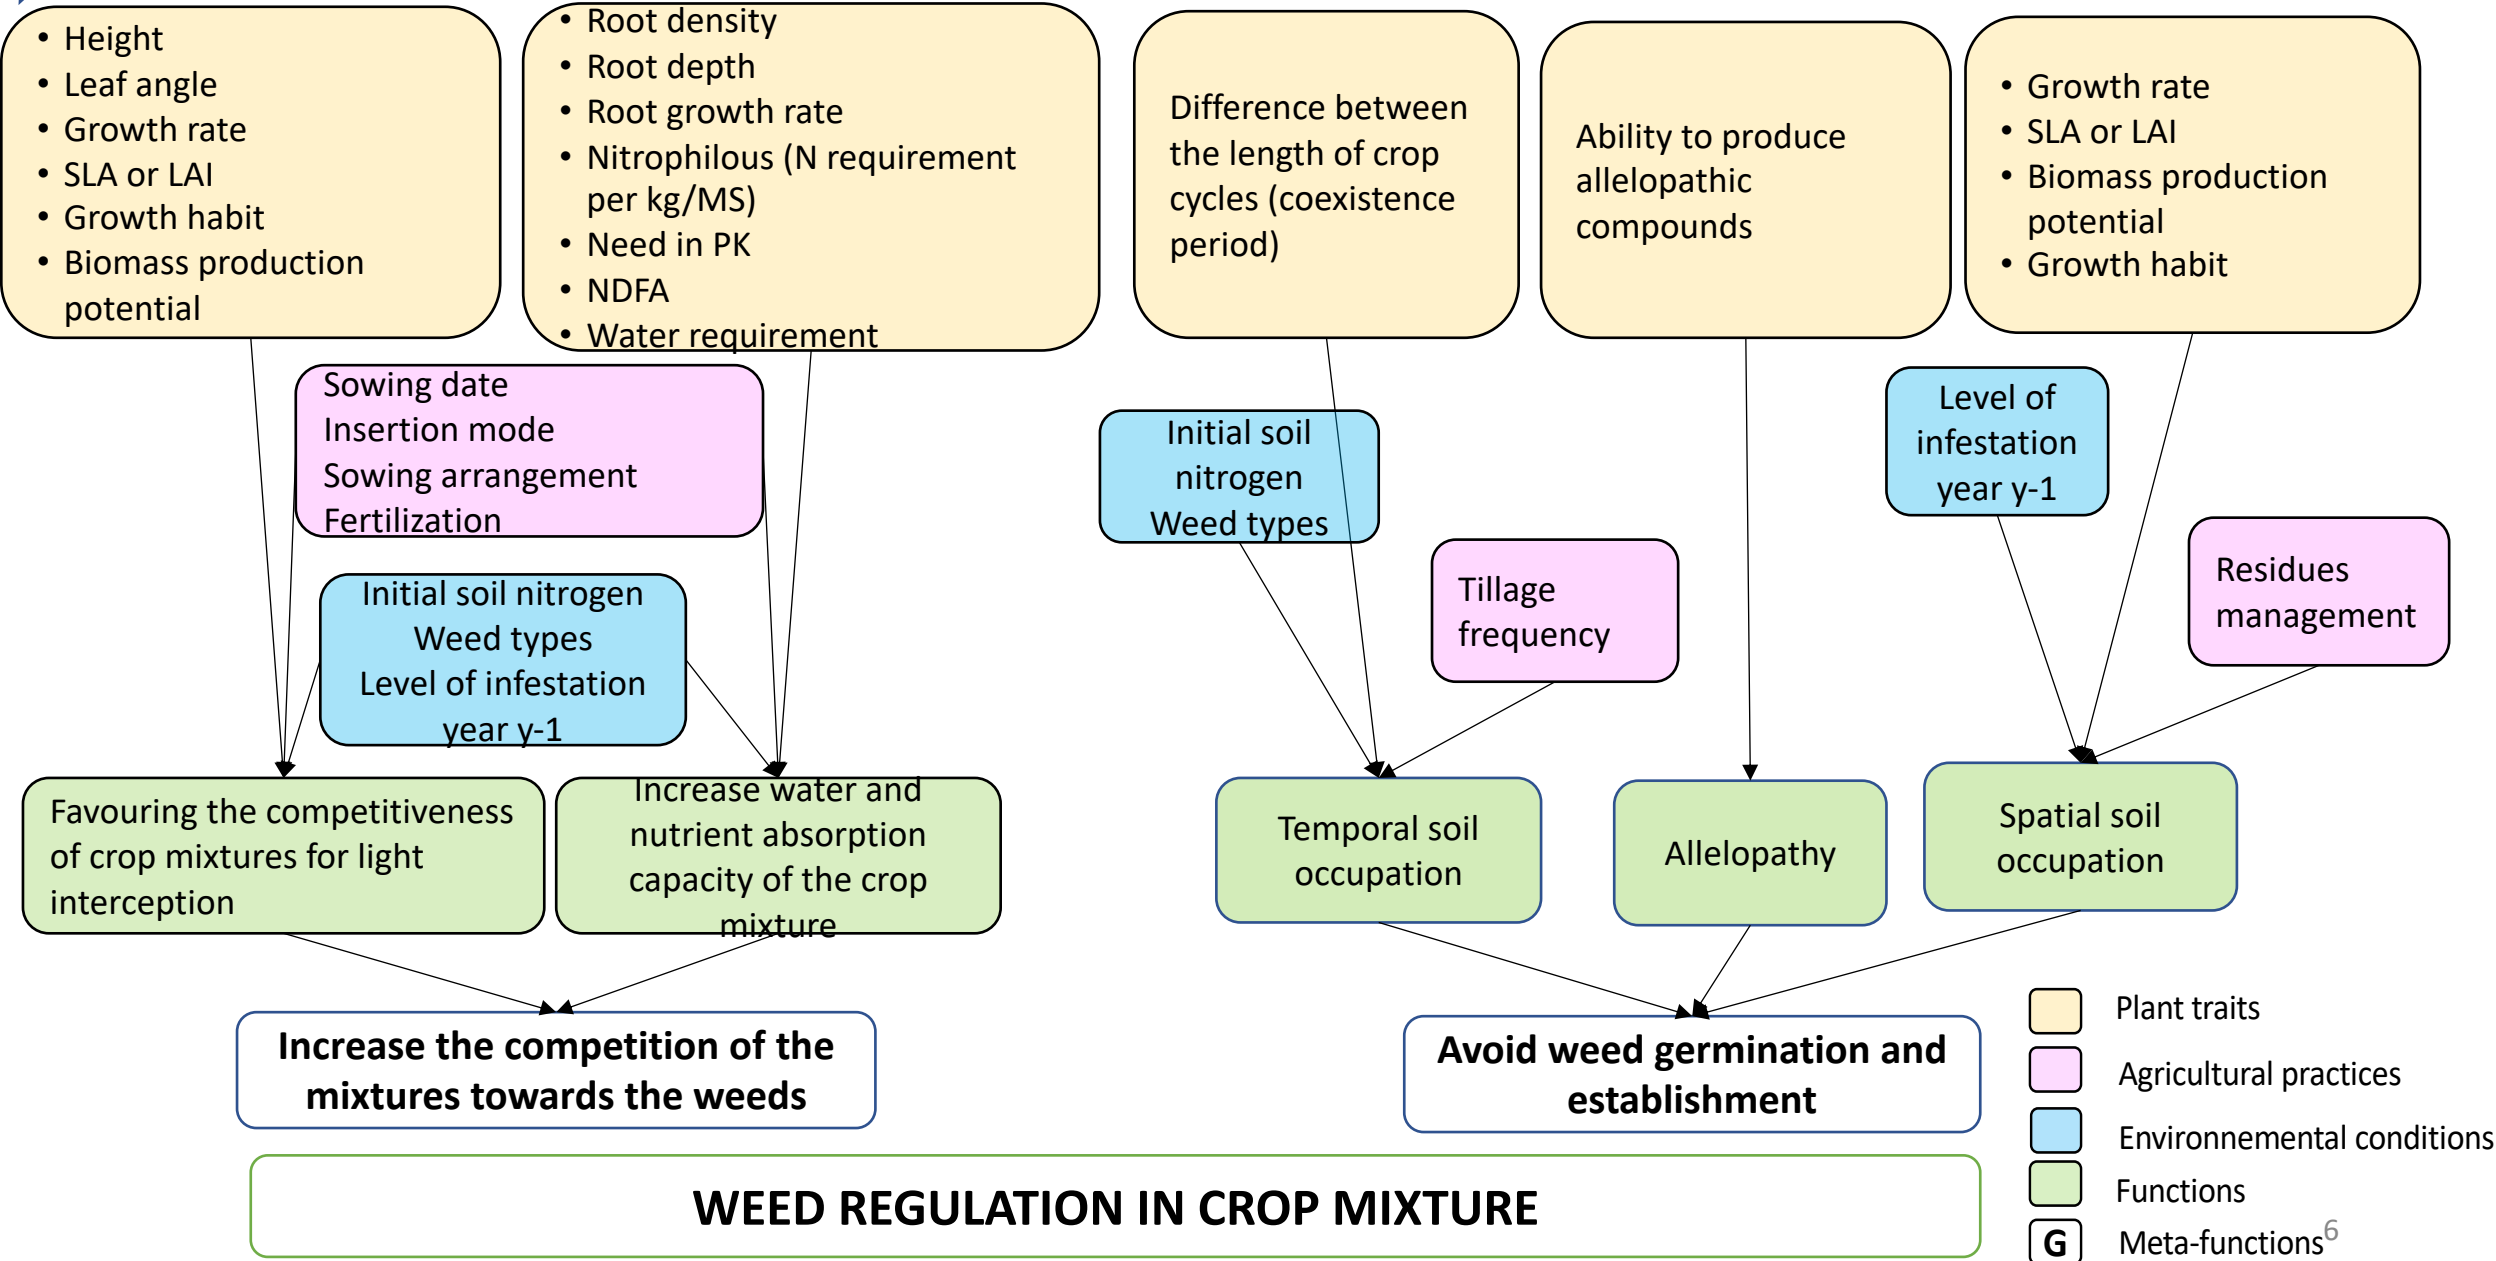 • Height
• Leaf angle
• Growth rate
• SLA or LAI
• Growth habit
• Biomass production
potential
• Root density
• Root depth
• Root growth rate
• Nitrophilous (N requirement
per kg/MS)
• Need in PK
• NDFA
• Water requirement
Difference between
the length of crop
cycles (coexistence
period)
Ability to produce
allelopathic
compounds
• Growth rate
• SLA or LAI
• Biomass production
potential
• Growth habit
Sowing date
Insertion mode
Sowing arrangement
Fertilization
Initial soil
nitrogen
Weed types
Level of
infestation
year y-1
Tillage
frequency
Residues
management
Initial soil nitrogen
Weed types
Level of infestation
year y-1
Favouring the competitiveness
of crop mixtures for light
interception
Increase water and
nutrient absorption
capacity of the crop
mixture
Temporal soil
occupation
Allelopathy
Spatial soil
occupation
Increase the competition of the
mixtures towards the weeds
Avoid weed germination and
establishment
WEED REGULATION IN CROP MIXTURE
Plant traits
Agricultural practices
Environnemental conditions
Functions
G Meta-functions
6